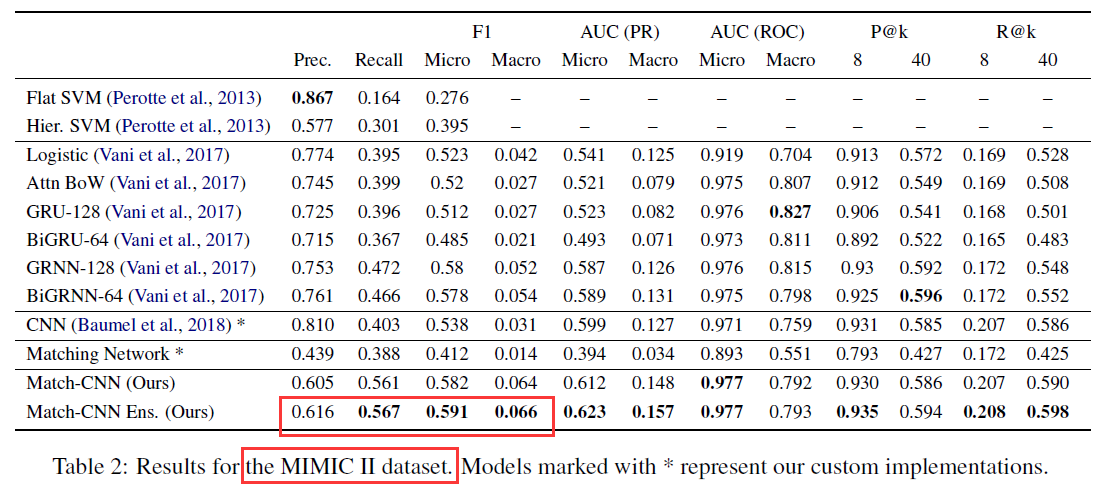 F1 AUC (PR) AUC (ROC) P@k R@k
Prec. Recall Micro Macro Micro Macro Micro Macro 8 40 8 40
Flat SVM (Perotte et al., 2013) 0.867 0.164 0.276 – – – – – – – – –
Hier. SVM (Perotte et al., 2013) 0.577 0.301 0.395 – – – – – – – – –
Logistic (Vani et al., 2017) 0.774 0.395 0.523 0.042 0.541 0.125 0.919 0.704 0.913 0.572 0.169 0.528
Attn BoW (Vani et al., 2017) 0.745 0.399 0.52 0.027 0.521 0.079 0.975 0.807 0.912 0.549 0.169 0.508
GRU-128 (Vani et al., 2017) 0.725 0.396 0.512 0.027 0.523 0.082 0.976 0.827 0.906 0.541 0.168 0.501
BiGRU-64 (Vani et al., 2017) 0.715 0.367 0.485 0.021 0.493 0.071 0.973 0.811 0.892 0.522 0.165 0.483
GRNN-128 (Vani et al., 2017) 0.753 0.472 0.58 0.052 0.587 0.126 0.976 0.815 0.93 0.592 0.172 0.548
BiGRNN-64 (Vani et al., 2017) 0.761 0.466 0.578 0.054 0.589 0.131 0.975 0.798 0.925 0.596 0.172 0.552
CNN (Baumel et al., 2018) * 0.810 0.403 0.538 0.031 0.599 0.127 0.971 0.759 0.931 0.585 0.207 0.586
Matching Network * 0.439 0.388 0.412 0.014 0.394 0.034 0.893 0.551 0.793 0.427 0.172 0.425
Match-CNN (Ours) 0.605 0.561 0.582 0.064 0.612 0.148 0.977 0.792 0.930 0.586 0.207 0.590
Match-CNN Ens. (Ours) 0.616 0.567 0.591 0.066 0.623 0.157 0.977 0.793 0.935 0.594 0.208 0.598
Table 2: Results for the MIMIC II dataset. Models marked with * represent our custom implementations.